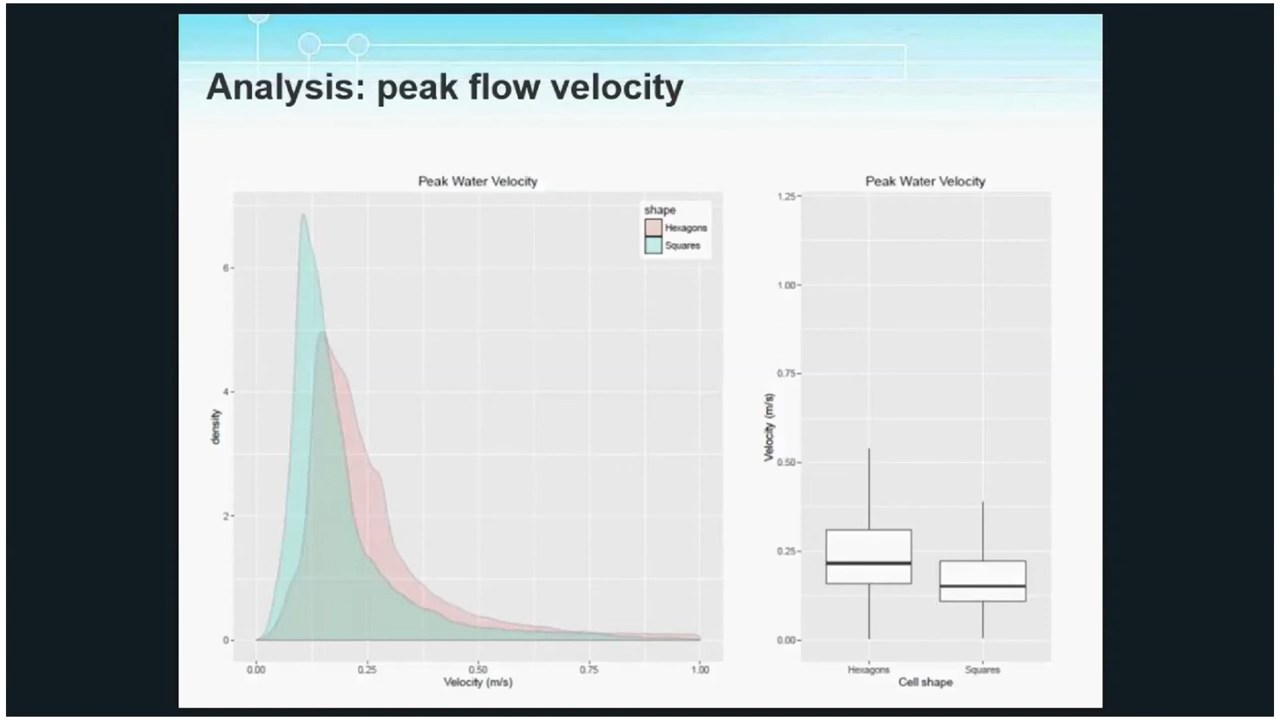 Analysis: peak flow velocity
Peak Water Velocity
shape
Hexagons
Squares
6
4
2
0
density
0.00 0.25 0.50 0.75 1.00
Velocity (m/s)
Peak Water Velocity
1.25
1.00
0.75
0.50
0.25
0.00
Velocity (m/s)
Hexagons Squares
Cell shape